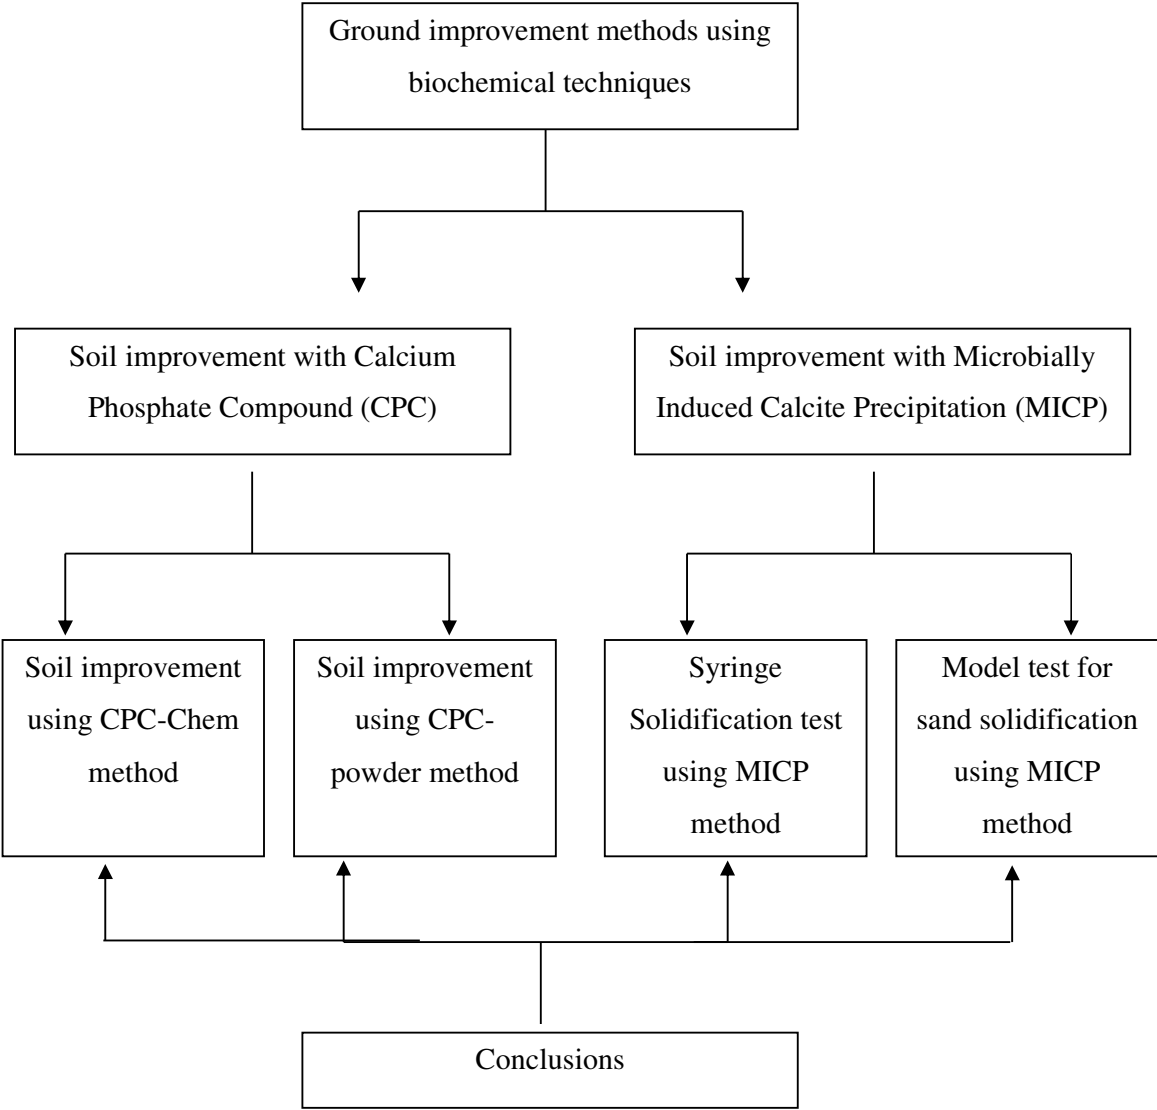 Ground improvement methods using
biochemical techniques
Soil improvement with Calcium
Phosphate Compound (CPC)
Soil improvement with Microbially
Induced Calcite Precipitation (MICP)
Soil improvement
using CPC-Chem
method
Soil improvement
using CPC-
powder method
Syringe
Solidification test
using MICP
method
Model test for
sand solidification
using MICP
method
Conclusions